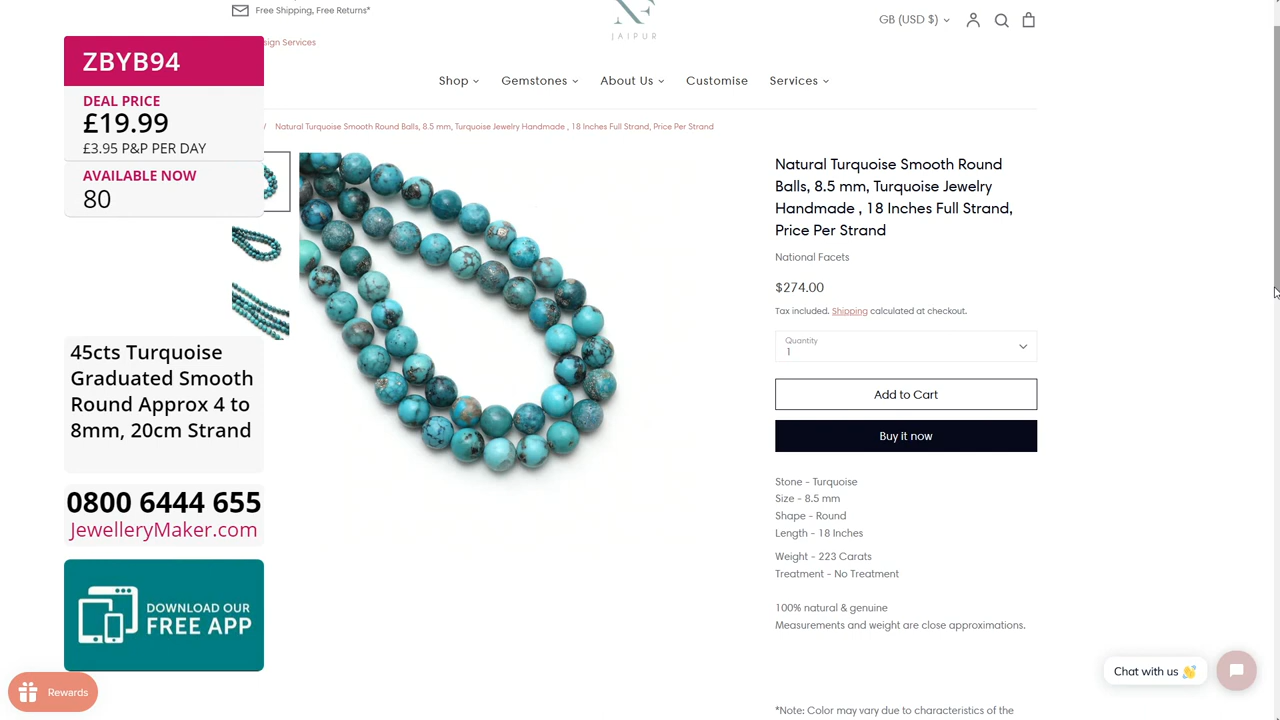 Free Shipping, Free Returns*
JAIPUR
GB (USD $)
sign Services
Shop
Gemstones
About Us
Customise
Services
ZBYB94
DEAL PRICE
£19.99
£3.95 P&P PER DAY
AVAILABLE NOW
80
/ Natural Turquoise Smooth Round Balls, 8.5 mm, Turquoise Jewelry Handmade , 18 Inches Full Strand, Price Per Strand
Natural Turquoise Smooth Round
Balls, 8.5 mm, Turquoise Jewelry
Handmade , 18 Inches Full Strand,
Price Per Strand
National Facets
$274.00
Tax included. Shipping calculated at checkout.
Quantity
1
Add to Cart
Buy it now
Stone - Turquoise
Size - 8.5 mm
Shape - Round
Length - 18 Inches
Weight - 223 Carats
Treatment - No Treatment
100% natural & genuine
Measurements and weight are close approximations.
*Note: Color may vary due to characteristics of the
45cts Turquoise
Graduated Smooth
Round Approx 4 to
8mm, 20cm Strand
0800 6444 655
JewelleryMaker.com
DOWNLOAD OUR
FREE APP
Rewards
Chat with us 👋